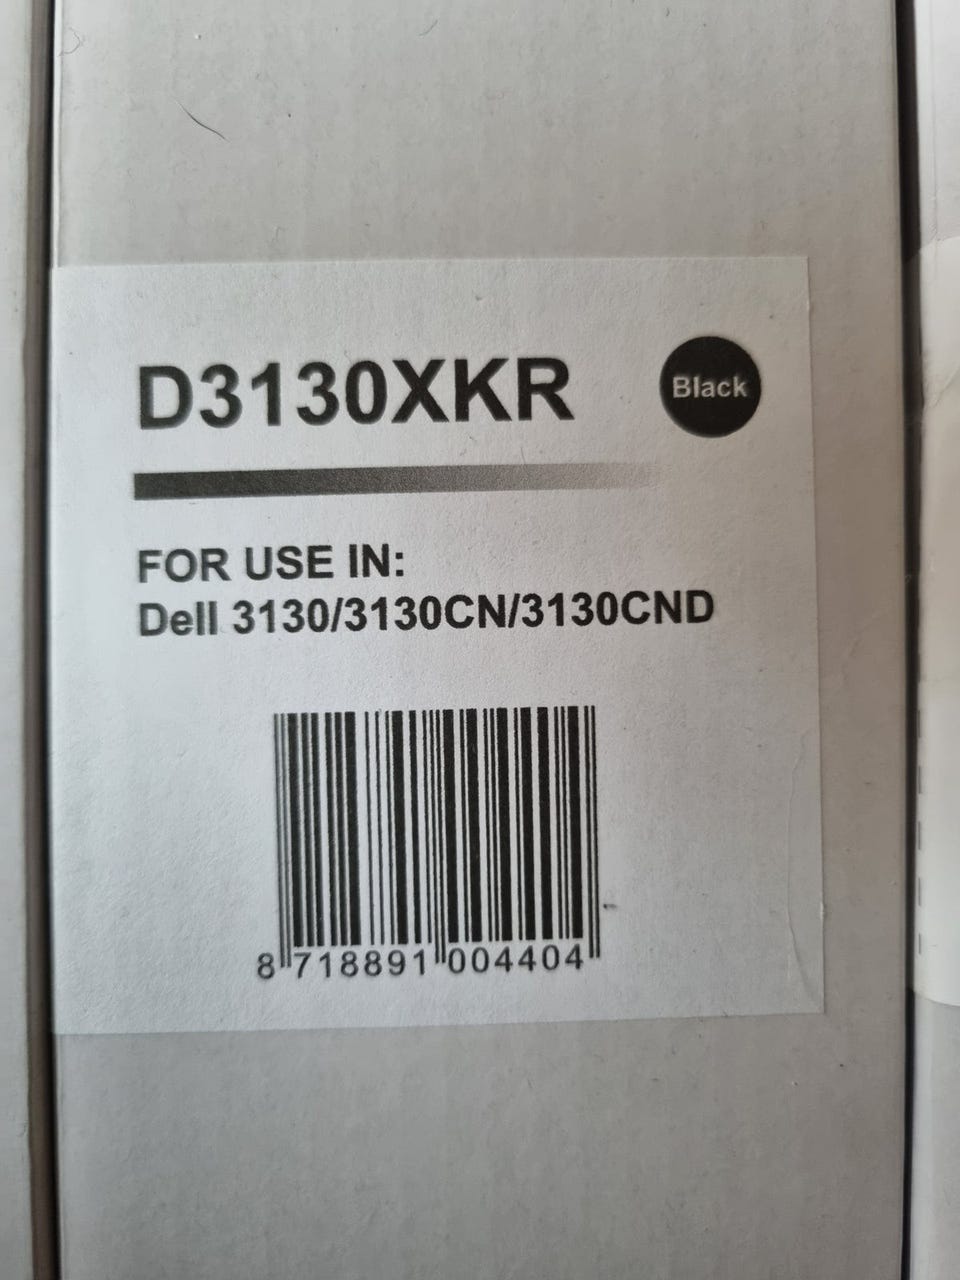 D3130XKR
Black
FOR USE IN:
Dell 3130/3130CN/3130CND
8 718891 004404